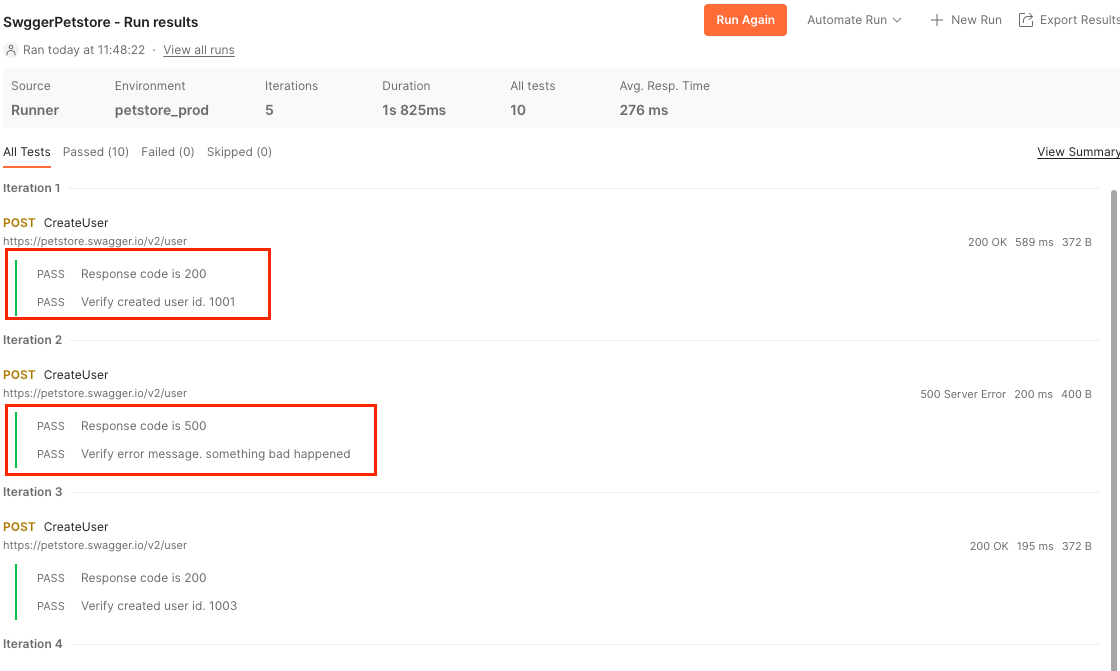 SwggerPetstore - Run results
Run Again
Automate Run
New Run
Export Results
Ran today at 11:48:22 · View all runs
Source Environment Iterations Duration All tests Avg. Resp. Time
Runner petstore_prod 5 1s 825ms 10 276 ms
All Tests Passed (10) Failed (0) Skipped (0) View Summary
Iteration 1
POST CreateUser
https://petstore.swagger.io/v2/user 200 OK 589 ms 372 B
PASS Response code is 200
PASS Verify created user id. 1001
Iteration 2
POST CreateUser
https://petstore.swagger.io/v2/user 500 Server Error 200 ms 400 B
PASS Response code is 500
PASS Verify error message. something bad happened
Iteration 3
POST CreateUser
https://petstore.swagger.io/v2/user 200 OK 195 ms 372 B
PASS Response code is 200
PASS Verify created user id. 1003
Iteration 4